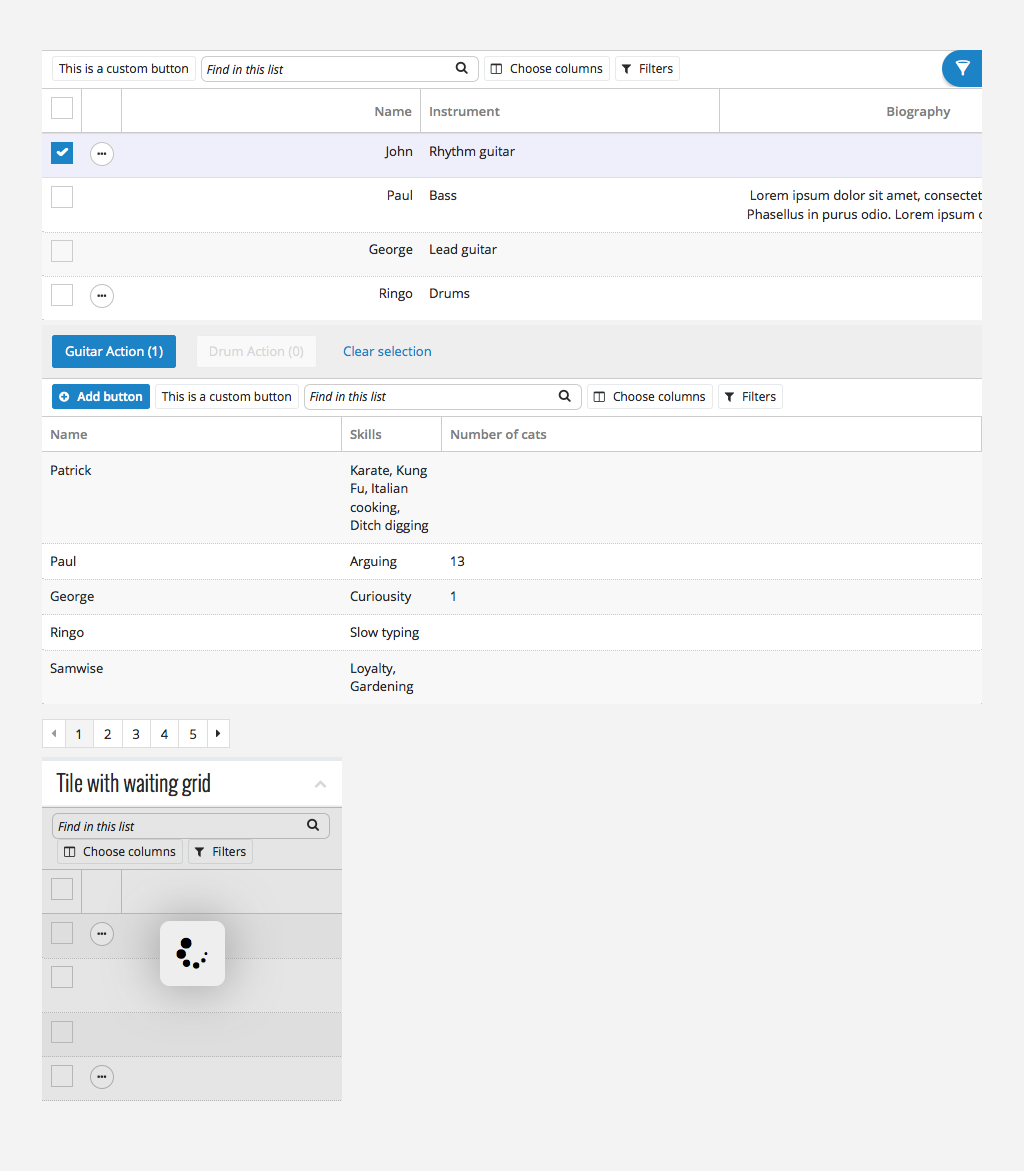 This is a custom button Find in this list Choose columns Filters
Name Instrument Biography
John Rhythm guitar
Paul Bass Lorem ipsum dolor sit amet, consectet
Phasellus in purus odio. Lorem ipsum
George Lead guitar
Ringo Drums
Guitar Action (1) Drum Action (0) Clear selection
Add button This is a custom button Find in this list Choose columns Filters
Name Skills Number of cats
Patrick Karate, Kung
Fu, Italian
cooking,
Ditch digging
Paul Arguing 13
George Curiousity 1
Ringo Slow typing
Samwise Loyalty,
Gardening
1 2 3 4 5
Tile with waiting grid
Find in this list
Choose columns Filters